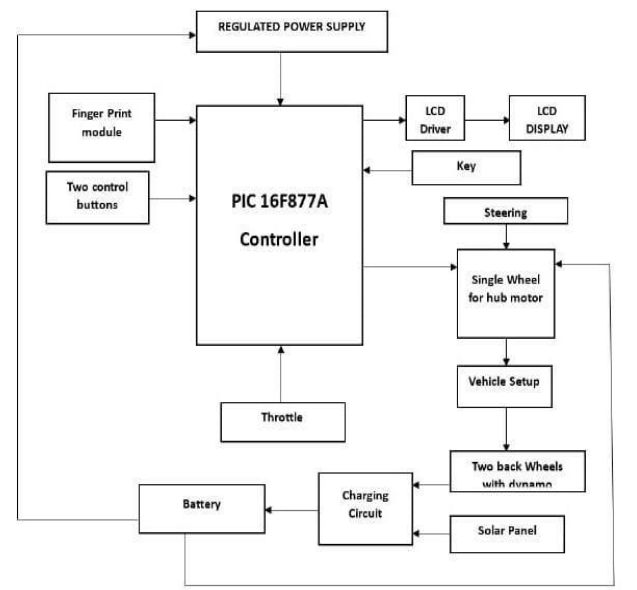 REGULATED POWER SUPPLY
Finger Print
module
LCD
Driver
LCD
DISPLAY
Key
Two control
buttons
PIC 16F877A
Controller
Steering
Single Wheel
for hub motor
Vehicle Setup
Throttle
Two back Wheels
with dynamo
Charging
Circuit
Battery
Solar Panel